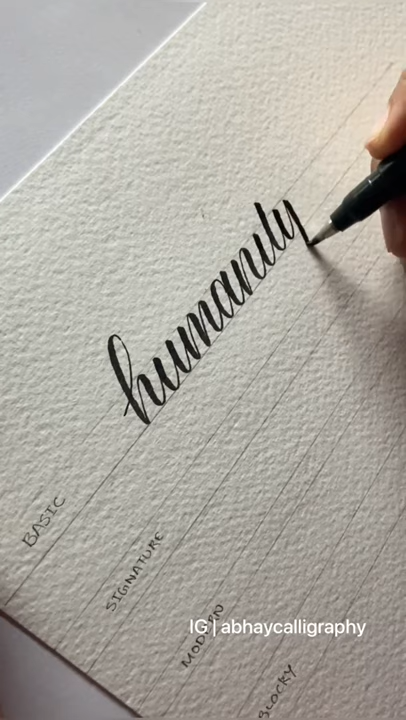 humanity
BASIC
SIGNATURE
MODERN
BLOCKY
IG | abhaycalligraphy